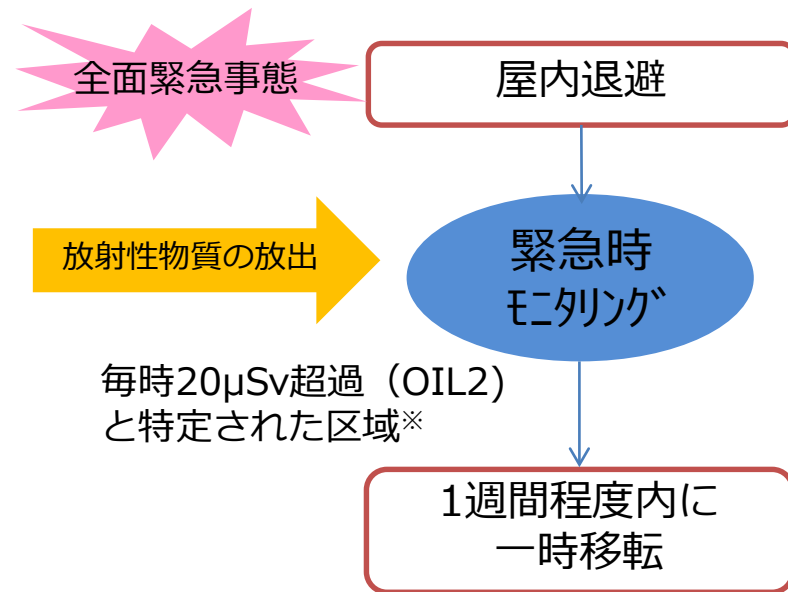 全面緊急事態
屋内退避
放射性物質の放出
緊急時
ﾓﾆﾀﾘﾝｸﾞ
毎時20μSv超過（OIL2)
と特定された区域※
1週間程度内に
一時移転